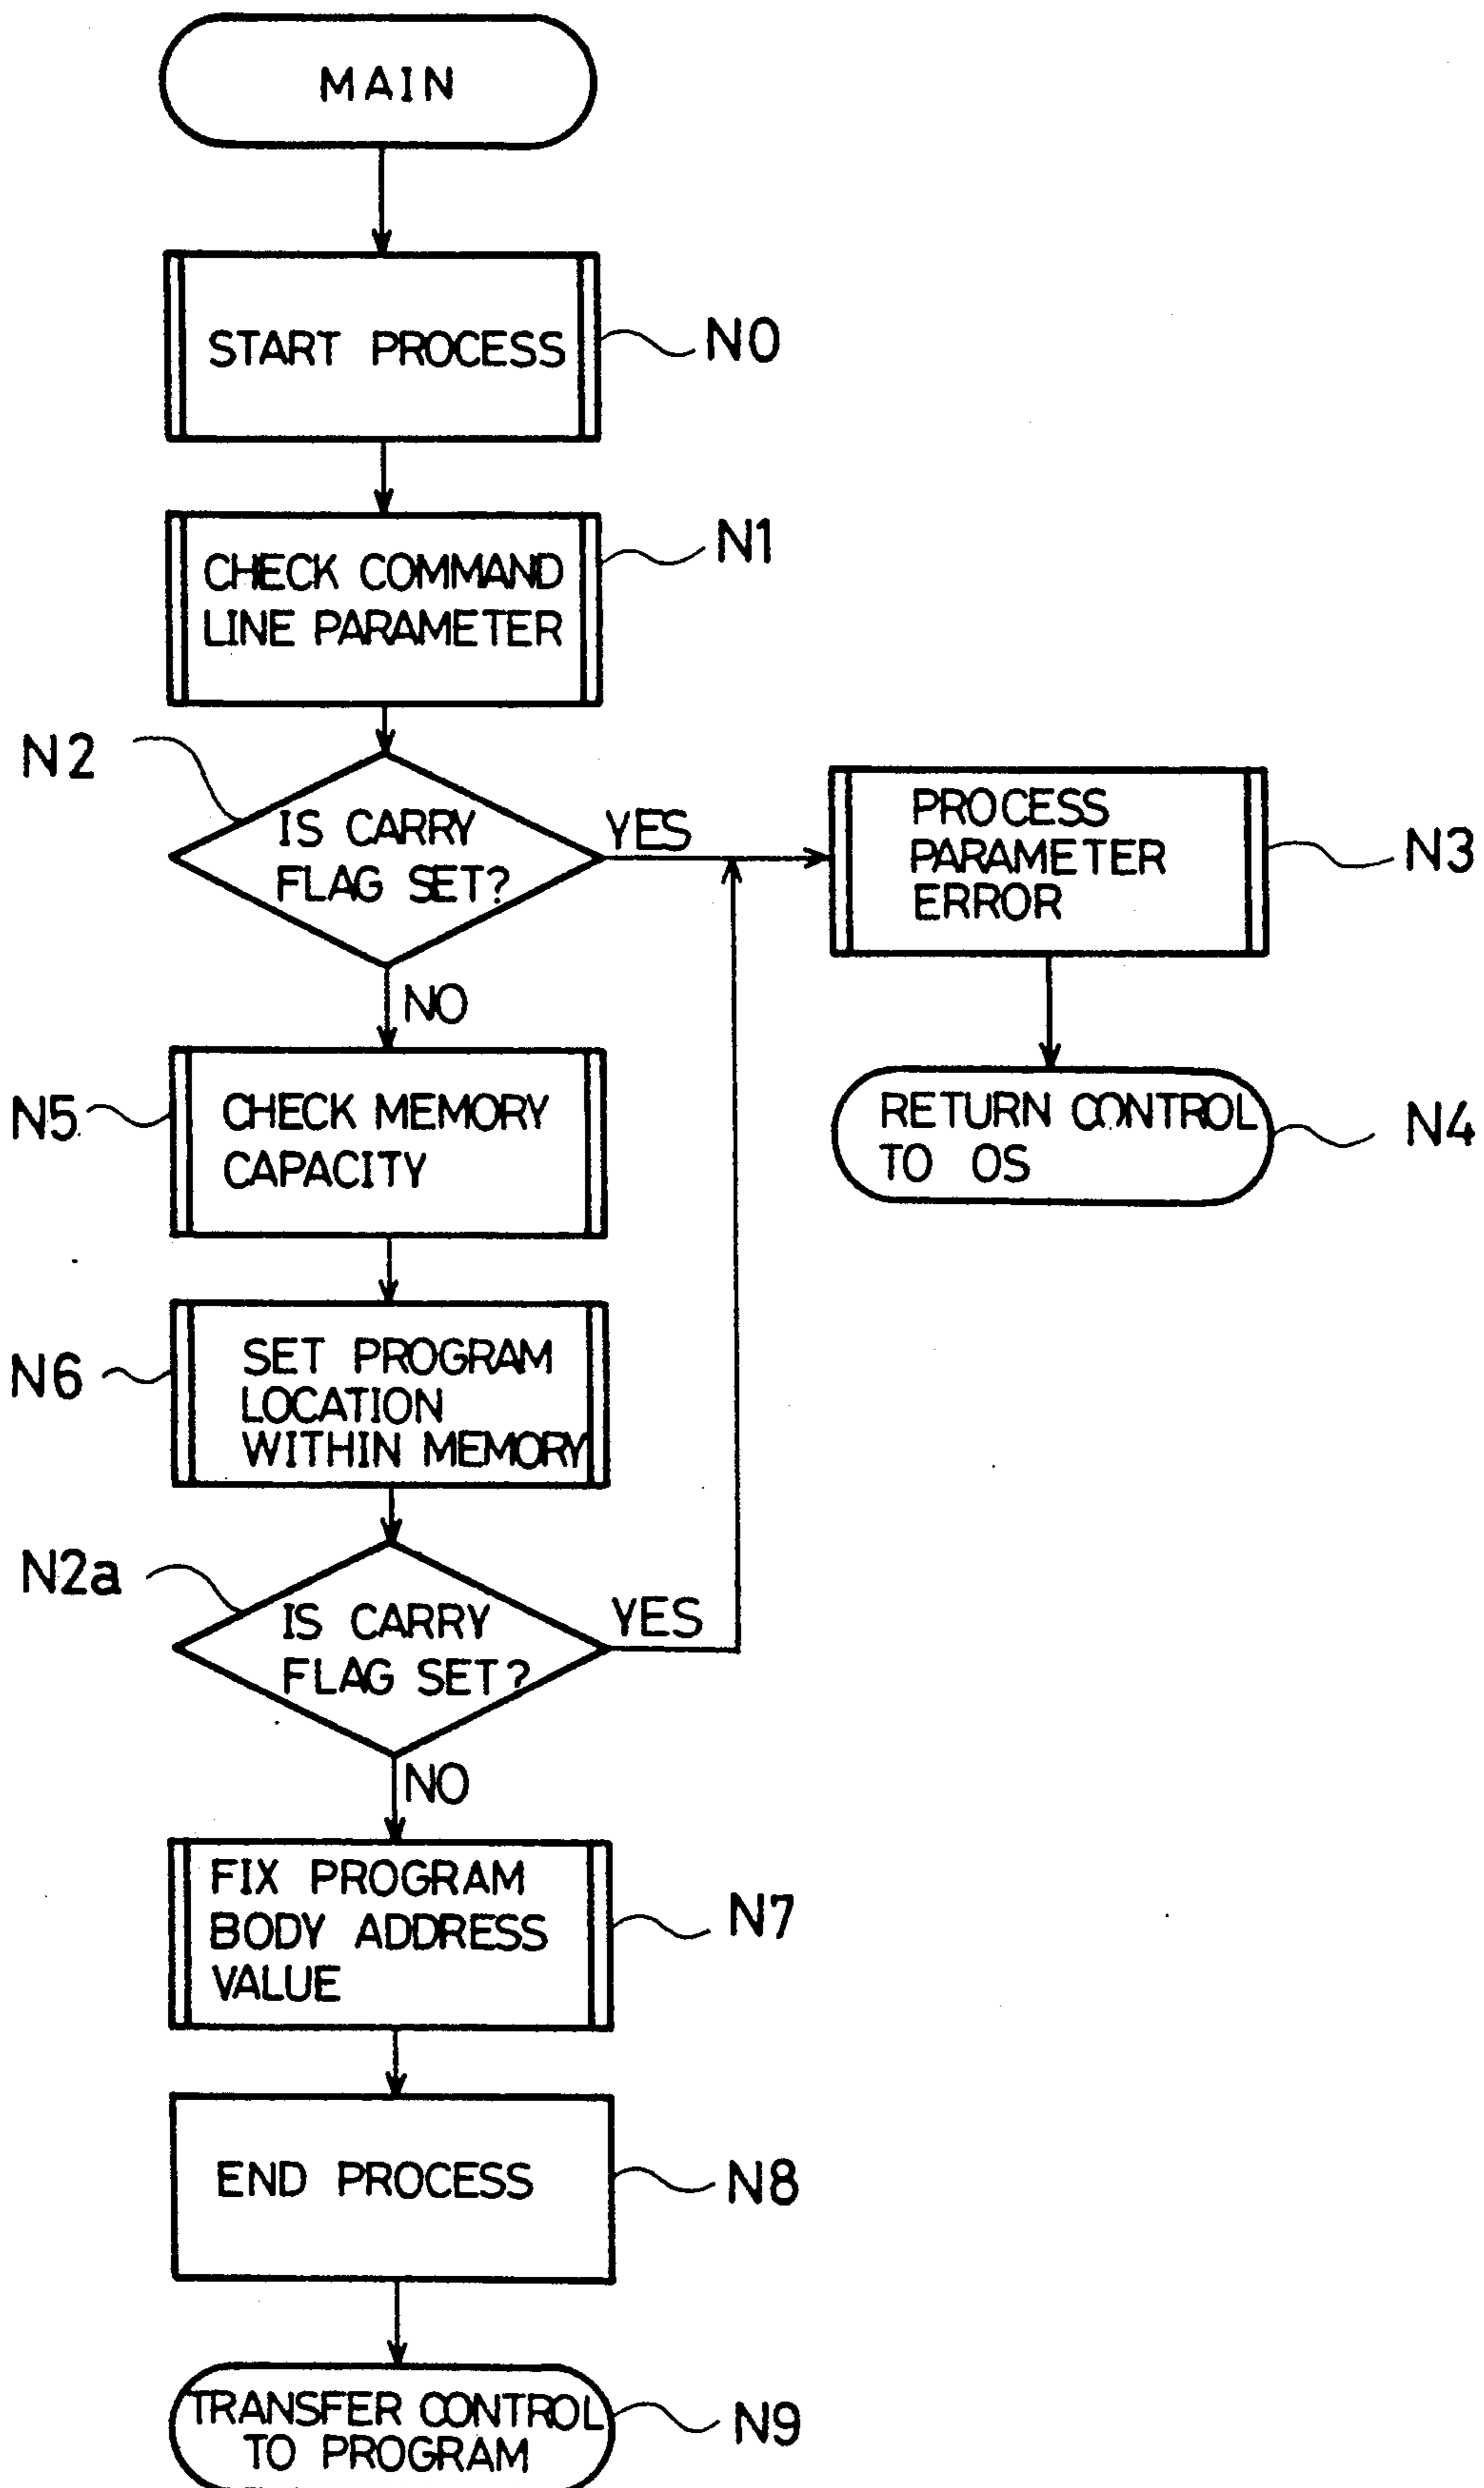 MAIN
START PROCESS
N0
CHECK COMMAND
LINE PARAMETER
N1
N2
IS CARRY
FLAG SET?
YES
NO
PROCESS
PARAMETER
ERROR
N3
RETURN CONTROL
TO OS
N4
N5
CHECK MEMORY
CAPACITY
N6
SET PROGRAM
LOCATION
WITHIN MEMORY
N2a
IS CARRY
FLAG SET?
YES
NO
FIX PROGRAM
BODY ADDRESS
VALUE
N7
END PROCESS
N8
TRANSFER CONTROL
TO PROGRAM
N9